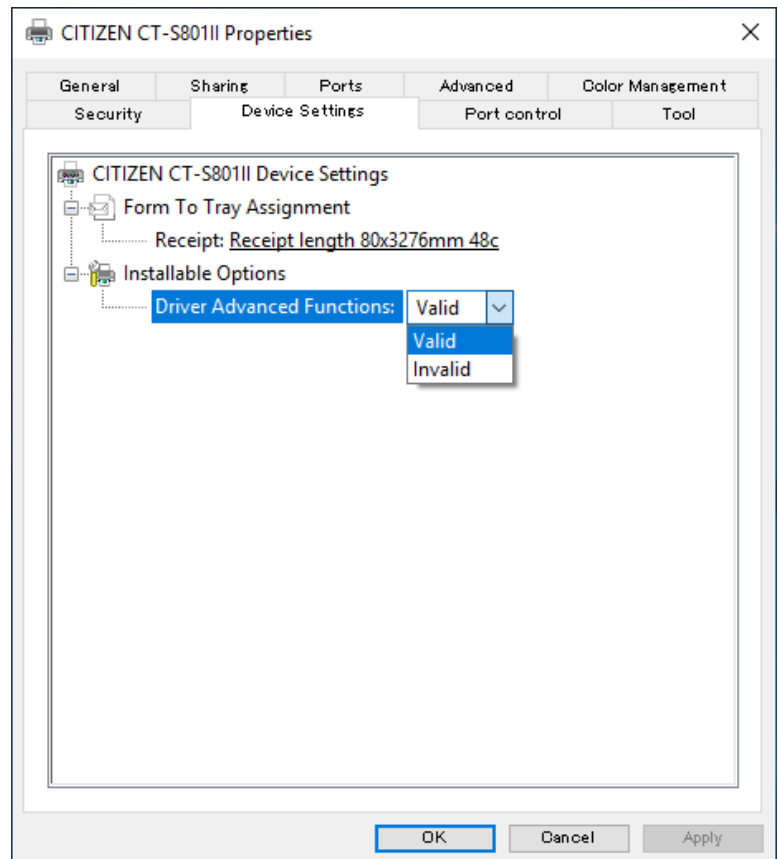 CITIZEN CT-S801II Properties
General Sharing Ports Advanced Color Management
Security Device Settings Port control Tool
CITIZEN CT-S801II Device Settings
Form To Tray Assignment
Receipt: Receipt length 80x3276mm 48c
Installable Options
Driver Advanced Functions: Valid
Valid
Invalid
OK Cancel Apply